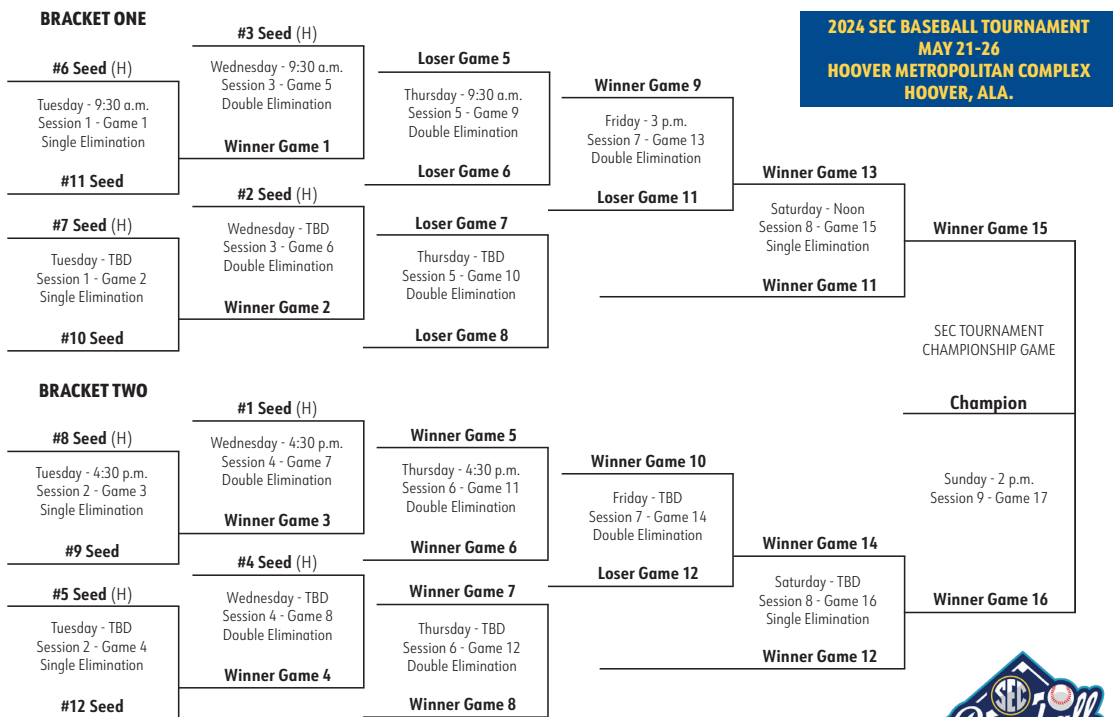 BRACKET ONE
#6 Seed (H)
Tuesday - 9:30 a.m.
Session 1 - Game 1
Single Elimination
#11 Seed
#7 Seed (H)
Tuesday - TBD
Session 1 - Game 2
Single Elimination
#10 Seed
#3 Seed (H)
Wednesday - 9:30 a.m.
Session 3 - Game 5
Double Elimination
Winner Game 1
#2 Seed (H)
Wednesday - TBD
Session 3 - Game 6
Double Elimination
Winner Game 2
Loser Game 5
Thursday - 9:30 a.m.
Session 5 - Game 9
Double Elimination
Loser Game 6
Loser Game 7
Thursday - TBD
Session 5 - Game 10
Double Elimination
Loser Game 8
Winner Game 9
Friday - 3 p.m.
Session 7 - Game 13
Double Elimination
Loser Game 11
Winner Game 13
Saturday - Noon
Session 8 - Game 15
Single Elimination
Winner Game 11
2024 SEC BASEBALL TOURNAMENT
MAY 21-26
HOOVER METROPOLITAN COMPLEX
HOOVER, ALA.
Winner Game 15
SEC TOURNAMENT
CHAMPIONSHIP GAME
Champion
Sunday - 2 p.m.
Session 9 - Game 17
Winner Game 16
BRACKET TWO
#8 Seed (H)
Tuesday - 4:30 p.m.
Session 2 - Game 3
Single Elimination
#9 Seed
#5 Seed (H)
Tuesday - TBD
Session 2 - Game 4
Single Elimination
#12 Seed
#1 Seed (H)
Wednesday - 4:30 p.m.
Session 4 - Game 7
Double Elimination
Winner Game 3
#4 Seed (H)
Wednesday - TBD
Session 4 - Game 8
Double Elimination
Winner Game 4
Winner Game 5
Thursday - 4:30 p.m.
Session 6 - Game 11
Double Elimination
Winner Game 6
Winner Game 7
Thursday - TBD
Session 6 - Game 12
Double Elimination
Winner Game 8
Winner Game 10
Friday - TBD
Session 7 - Game 14
Double Elimination
Loser Game 12
Winner Game 14
Saturday - TBD
Session 8 - Game 16
Single Elimination
Winner Game 12
SEC